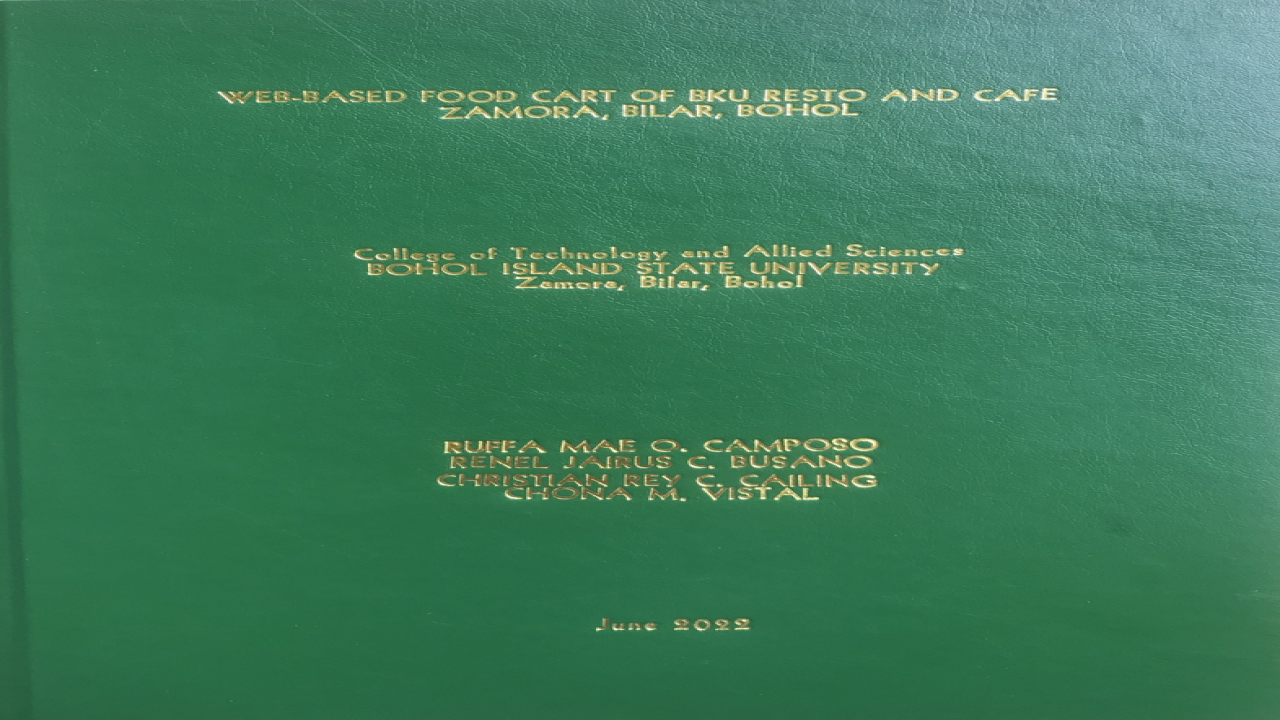 WEB-BASED FOOD CART OF BKU RESTO AND CAFE
ZAMORA, BILAR, BOHOL
College of Technology and Allied Sciences
BOHOL ISLAND STATE UNIVERSITY
Zamora, Bilar, Bohol
RUFFA MAE O. CAMPOSO
RENEL JAIRUS C. BUSANO
CHRISTIAN REY C. CAILING
CHONA M. VISTAL
June 2022